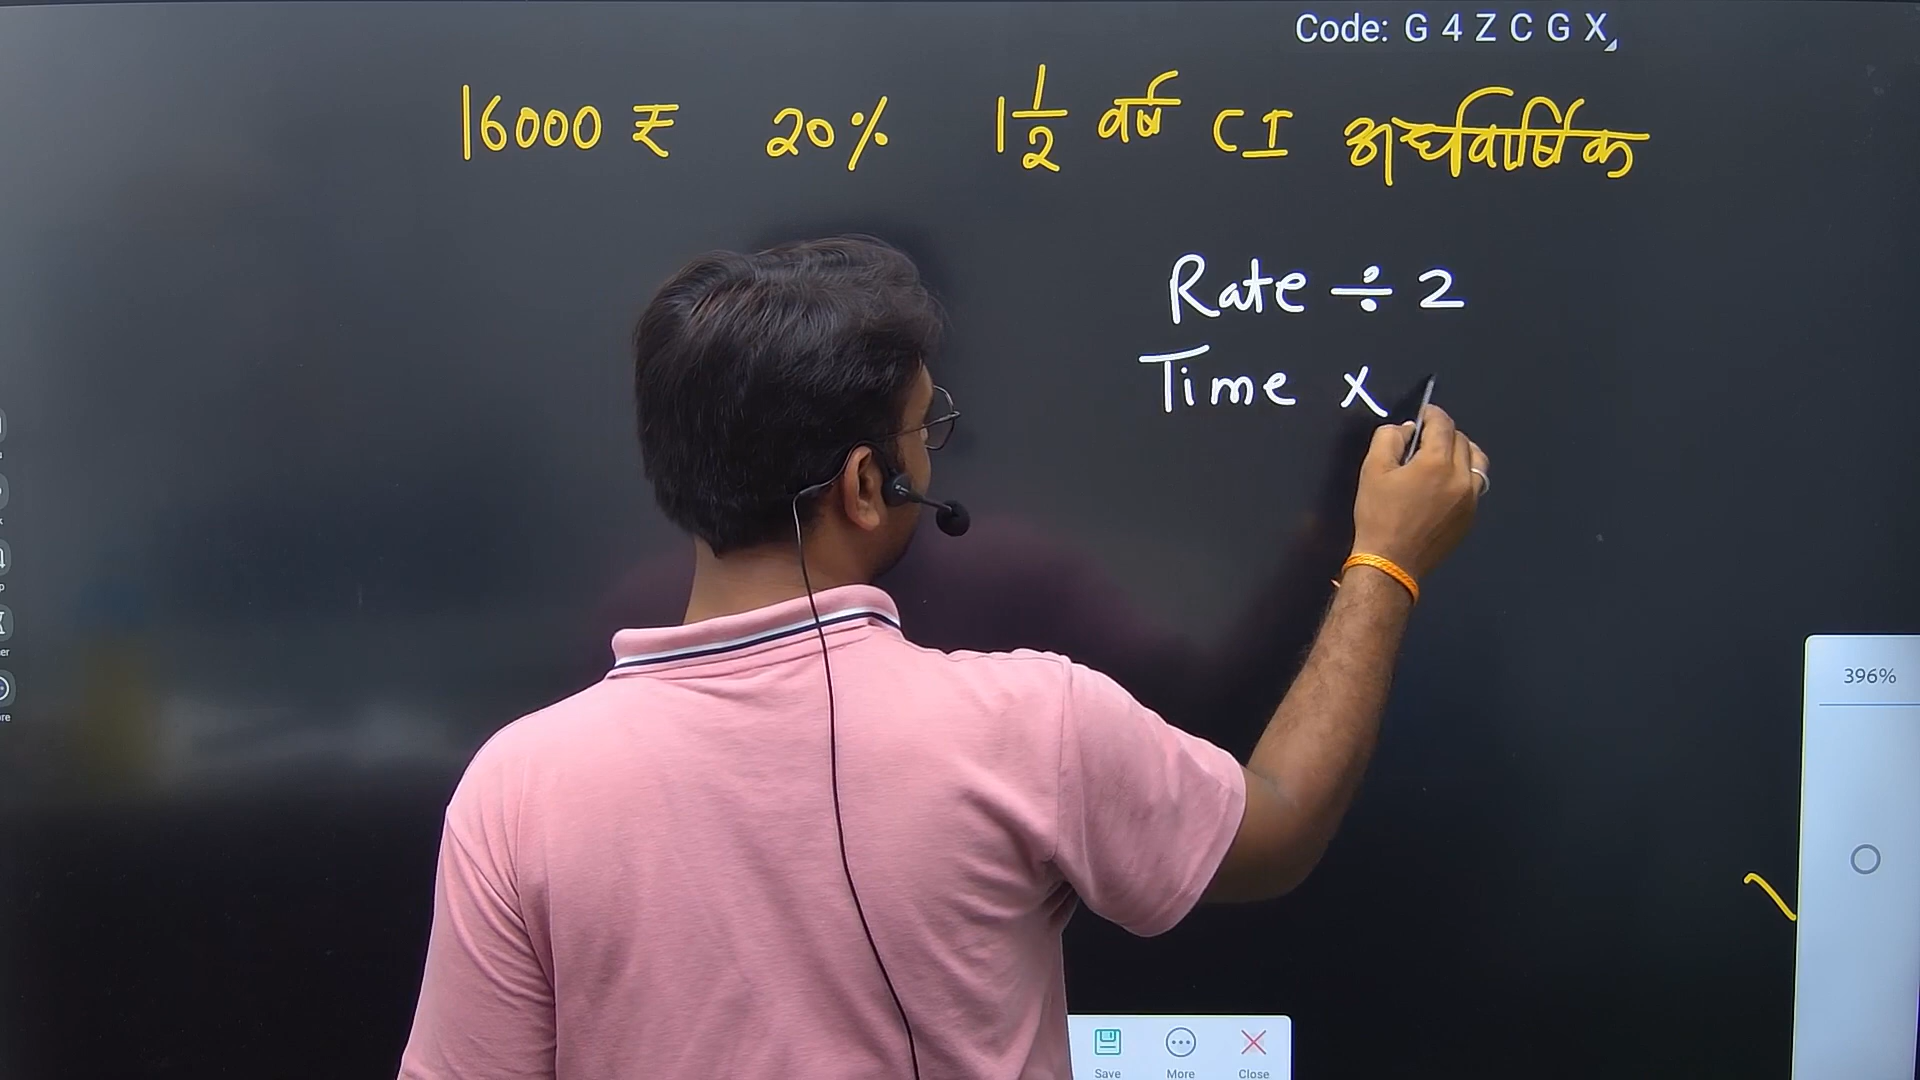 Code: G 4 Z C G X
16000 ₹ 20% 1 1/2 वर्ष CI अर्धवार्षिक
Rate ÷ 2
Time ×
396%
Save More Close